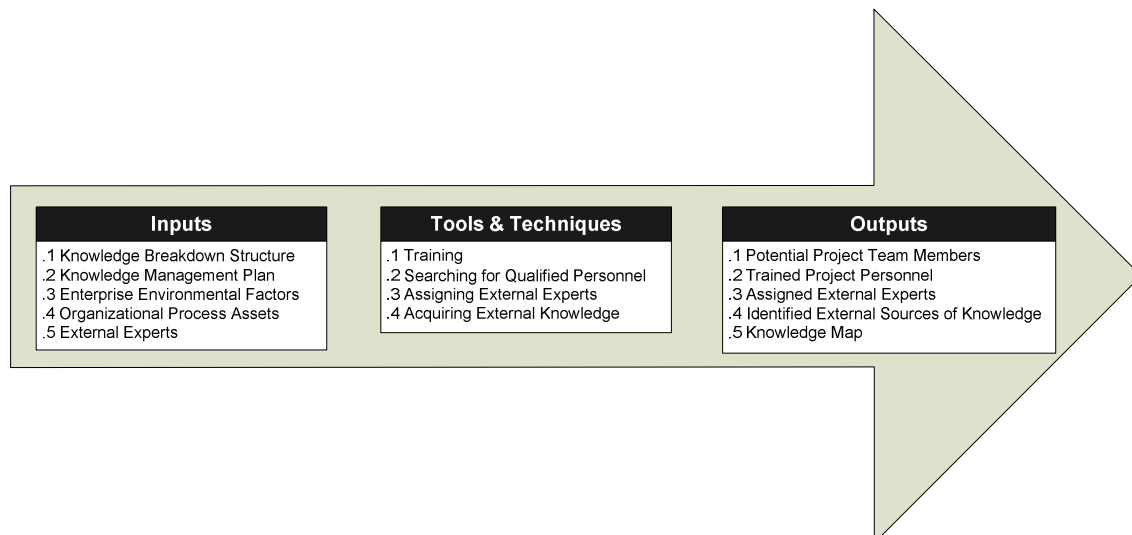 Inputs
.1 Knowledge Breakdown Structure
.2 Knowledge Management Plan
.3 Enterprise Environmental Factors
.4 Organizational Process Assets
.5 External Experts
Tools & Techniques
.1 Training
.2 Searching for Qualified Personnel
.3 Assigning External Experts
.4 Acquiring External Knowledge
Outputs
.1 Potential Project Team Members
.2 Trained Project Personnel
.3 Assigned External Experts
.4 Identified External Sources of Knowledge
.5 Knowledge Map